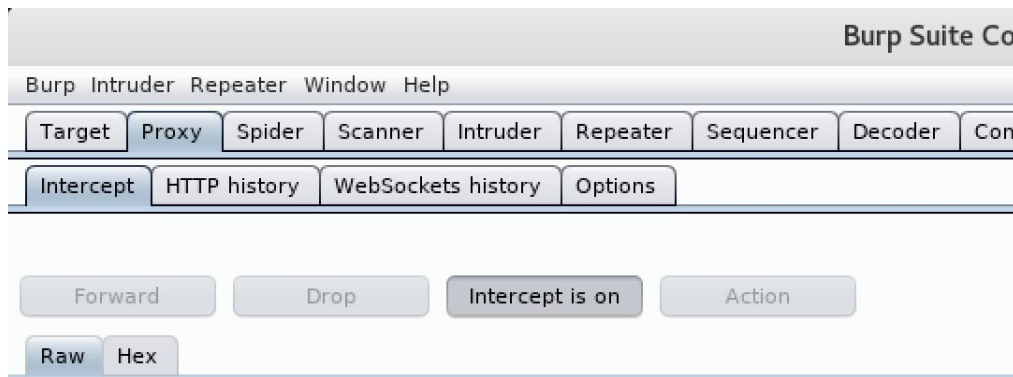 Burp Suite Co
Burp Intruder Repeater Window Help
Target Proxy Spider Scanner Intruder Repeater Sequencer Decoder Con
Intercept HTTP history WebSockets history Options
Forward Drop Intercept is on Action
Raw Hex